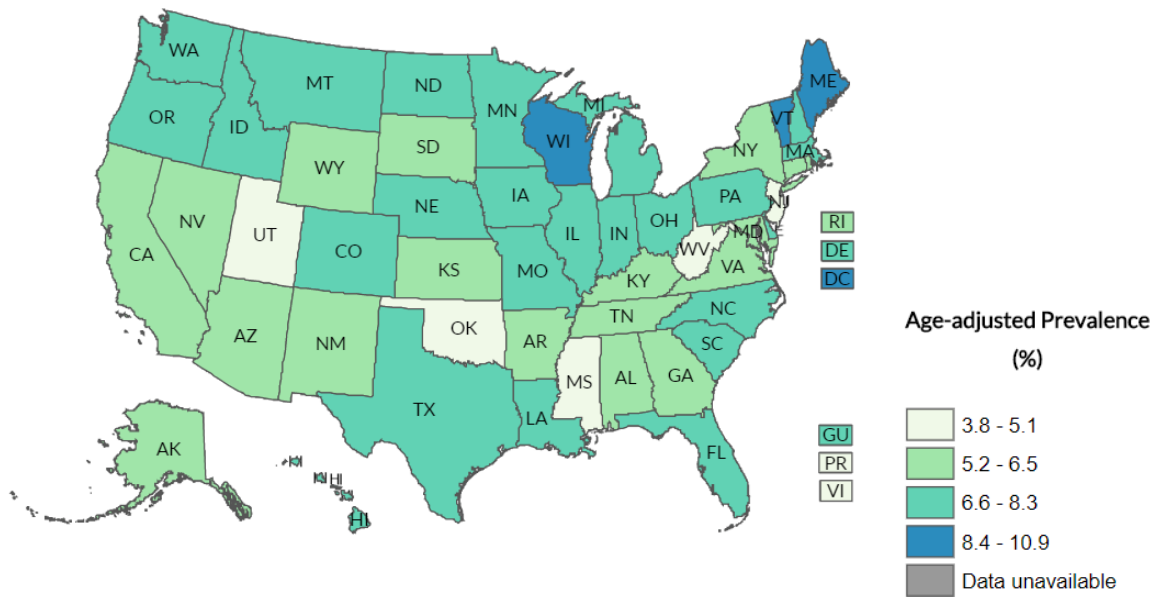 WA
MT
ND
MN
MI
ME
VT
OR
ID
WI
SD
NY
MA
WY
IA
PA
NE
NJ
NV
UT
IL
IN
OH
RI
CO
MD
CA
WV
DE
KS
MO
VA
KY
DC
NC
TN
OK
AZ
NM
AR
SC
Age-adjusted Prevalence
(%)
MS
AL
GA
TX
LA
3.8 - 5.1
GU
AK
FL
5.2 - 6.5
HI
PR
HI
VI
6.6 - 8.3
HI
8.4 - 10.9
Data unavailable